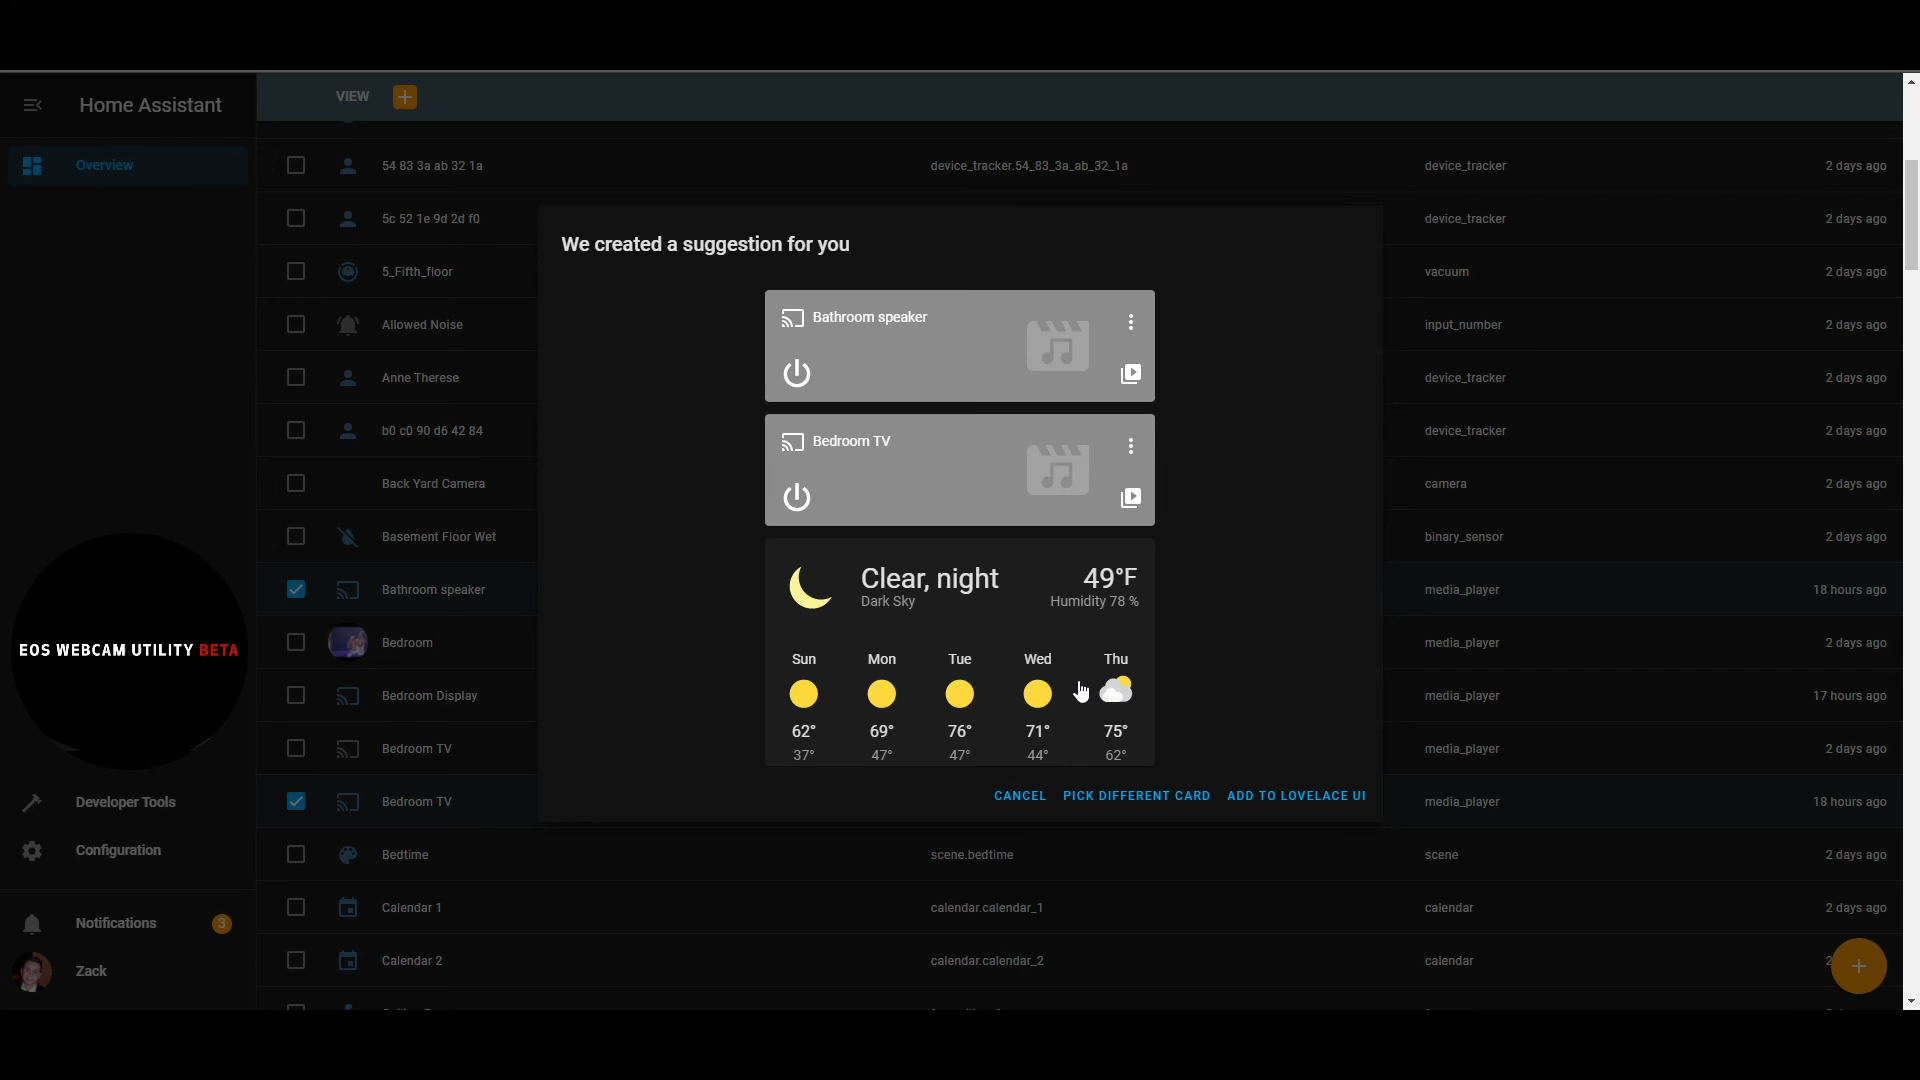 Home Assistant
VIEW
Overview
54 83 3a ab 32 1a device_tracker.54_83_3a_ab_32_1a device_tracker 2 days ago
5c 52 1e 9d 2d f0 device_tracker 2 days ago
We created a suggestion for you
5_Fifth_floor vacuum 2 days ago
Bathroom speaker
Allowed Noise input_number 2 days ago
Anne Therese device_tracker 2 days ago
b0 c0 90 d6 42 84 device_tracker 2 days ago
Bedroom TV
Back Yard Camera camera 2 days ago
Basement Floor Wet binary_sensor 2 days ago
Clear, night 49°F
Dark Sky Humidity 78 %
Bathroom speaker media_player 18 hours ago
Bedroom media_player 2 days ago
EOS WEBCAM UTILITY BETA
Sun Mon Tue Wed Thu
Bedroom Display media_player 17 hours ago
62° 69° 76° 71° 75°
37° 47° 47° 44° 62°
Bedroom TV media_player 2 days ago
CANCEL PICK DIFFERENT CARD ADD TO LOVELACE UI
Developer Tools
Bedroom TV media_player 18 hours ago
Configuration
Bedtime scene.bedtime scene 2 days ago
Calendar 1 calendar.calendar_1 calendar 2 days ago
Notifications 3
Calendar 2 calendar.calendar_2 calendar 2
Zack